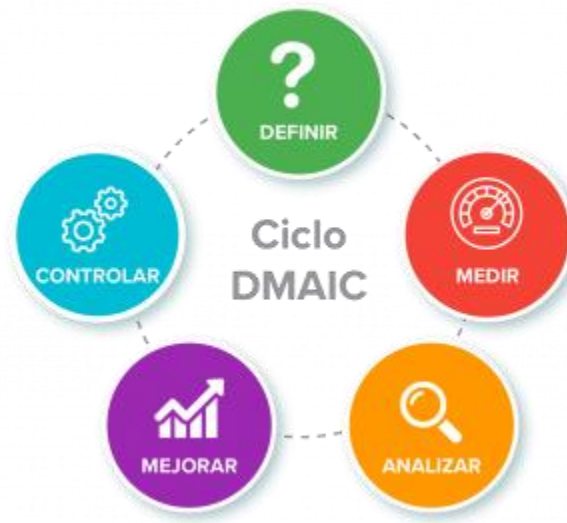 ?
DEFINIR
CONTROLAR
Ciclo
DMAIC
MEDIR
MEJORAR
ANALIZAR